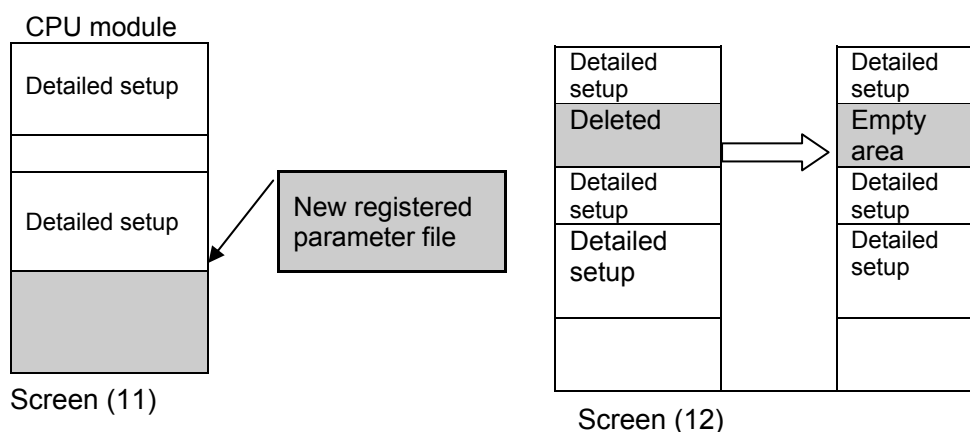 CPU module
Detailed setup
Detailed setup
New registered
parameter file
Screen (11)
Detailed
setup
Deleted
Detailed
setup
Detailed
setup
Detailed
setup
Empty
area
Detailed
setup
Detailed
setup
Screen (12)